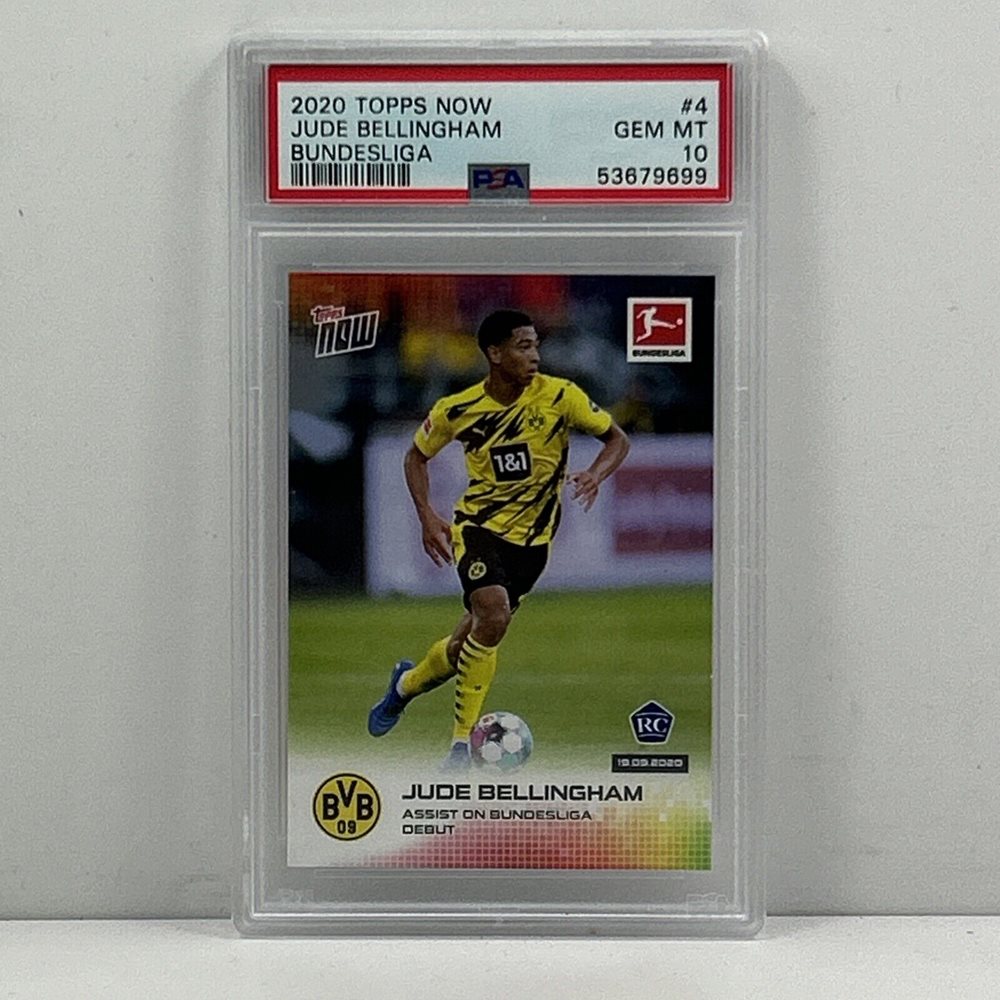 2020 TOPPS NOW #4
JUDE BELLINGHAM GEM MT
BUNDESLIGA 10
PSA 53679699
TOPPS NOW
BUNDESLIGA
1&1
RC
19.09.2020
BVB
09
JUDE BELLINGHAM
ASSIST ON BUNDESLIGA
DEBUT